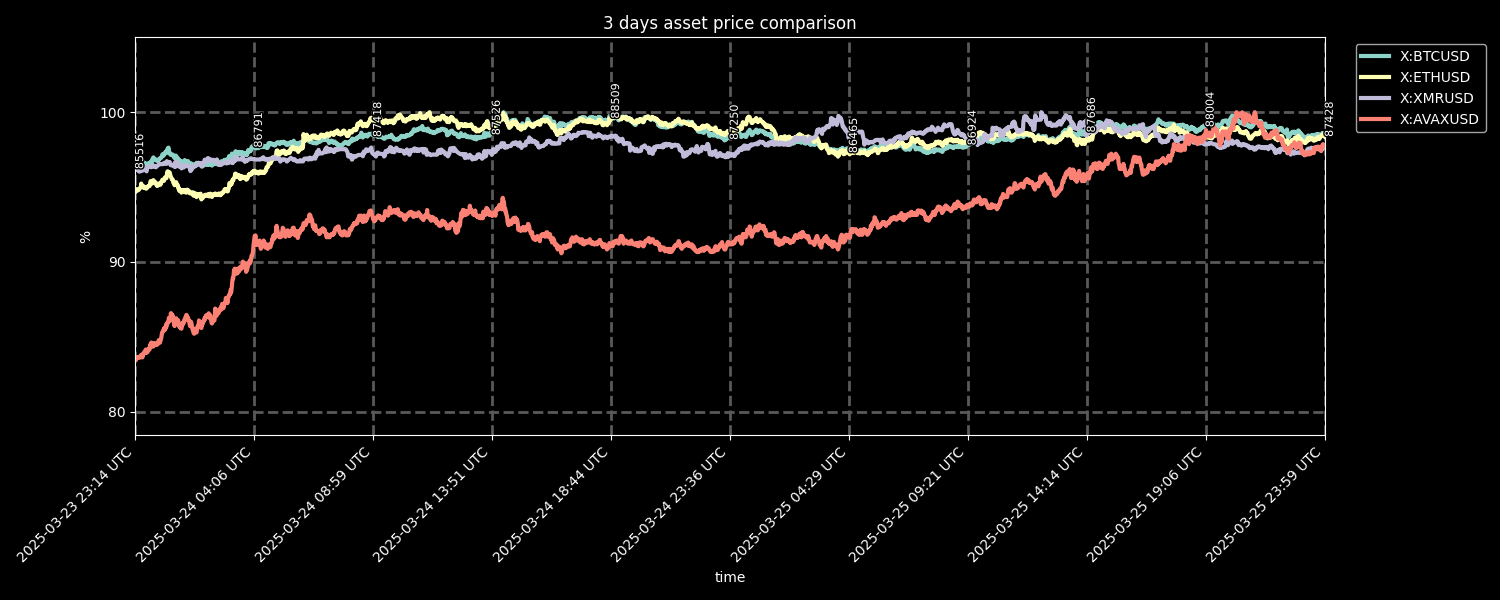 3 days asset price comparison
X:BTCUSD
X:ETHUSD
X:XMRUSD
X:AVAXUSD
100
90
80
%
85516
86791
87418
87526
88509
87250
86465
86924
87686
88004
87428
2025-03-23 23:14 UTC
2025-03-24 04:06 UTC
2025-03-24 08:59 UTC
2025-03-24 13:51 UTC
2025-03-24 18:44 UTC
2025-03-24 23:36 UTC
2025-03-25 04:29 UTC
2025-03-25 09:21 UTC
2025-03-25 14:14 UTC
2025-03-25 19:06 UTC
2025-03-25 23:59 UTC
time